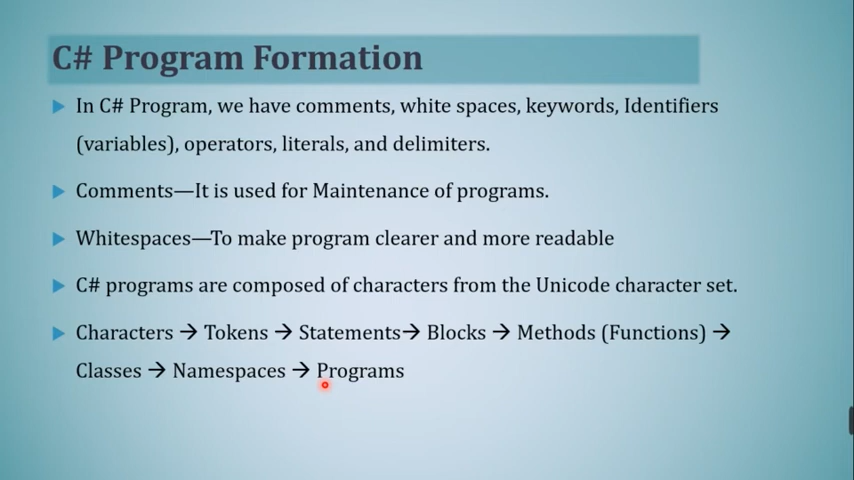 C# Program Formation
In C# Program, we have comments, white spaces, keywords, Identifiers
(variables), operators, literals, and delimiters.
Comments—It is used for Maintenance of programs.
Whitespaces—To make program clearer and more readable
C# programs are composed of characters from the Unicode character set.
Characters → Tokens → Statements→ Blocks → Methods (Functions) →
Classes → Namespaces → Programs